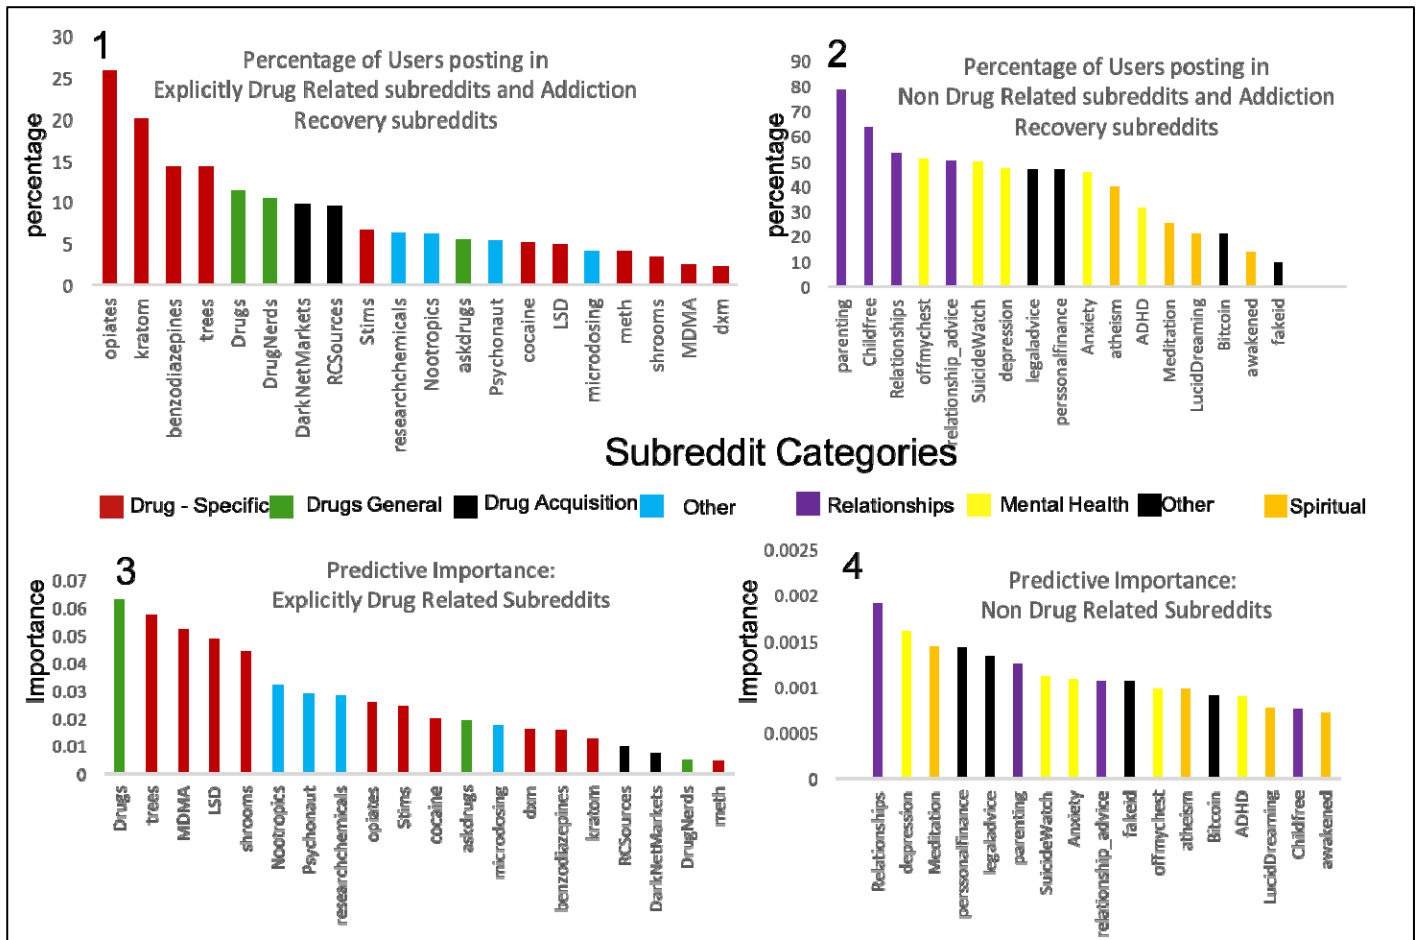 1
Percentage of Users posting in
Explicitly Drug Related subreddits and Addiction
Recovery subreddits
percentage
30
25
20
15
10
5
0
opiates
kratom
benzodiazepines
trees
Drugs
DrugNerds
DarkNetMarkets
RCSources
Stims
researchchemicals
Nootropics
askdrugs
Psychonaut
cocaine
LSD
microdosing
meth
shrooms
MDMA
dxm
2
Percentage of Users posting in
Non Drug Related subreddits and Addiction
Recovery subreddits
percentage
90
80
70
60
50
40
30
20
10
0
parenting
Childfree
Relationships
offmychest
relationship_advice
SuicideWatch
depression
legaladvice
perssonalfinance
Anxiety
atheism
ADHD
Meditation
LucidDreaming
Bitcoin
awakened
fakeid
Subreddit Categories
Drug - Specific
Drugs General
Drug Acquisition
Other
Relationships
Mental Health
Other
Spiritual
3
Predictive Importance:
Explicitly Drug Related Subreddits
Importance
0.07
0.06
0.05
0.04
0.03
0.02
0.01
0
Drugs
trees
MDMA
LSD
shrooms
Nootropics
Psychonaut
researchchemicals
opiates
Stims
cocaine
askdrugs
microdosing
dxm
benzodiazepines
kratom
RCSources
DarkNetMarkets
DrugNerds
meth
4
Predictive Importance:
Non Drug Related Subreddits
Importance
0.0025
0.002
0.0015
0.001
0.0005
0
Relationships
depression
Meditation
perssonalfinance
legaladvice
parenting
SuicideWatch
Anxiety
relationship_advice
fakeid
offmychest
atheism
Bitcoin
ADHD
LucidDreaming
Childfree
awakened